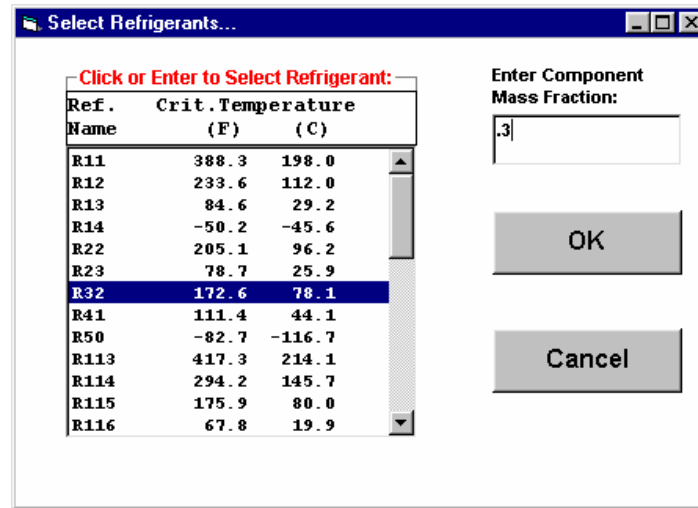 Select Refrigerants...
Click or Enter to Select Refrigerant:
Ref. Crit.Temperature
Name (F) (C)
R11 388.3 198.0
R12 233.6 112.0
R13 84.6 29.2
R14 -50.2 -45.6
R22 205.1 96.2
R23 78.7 25.9
R32 172.6 78.1
R41 111.4 44.1
R50 -82.7 -116.7
R113 417.3 214.1
R114 294.2 145.7
R115 175.9 80.0
R116 67.8 19.9
Enter Component
Mass Fraction:
.3
OK
Cancel